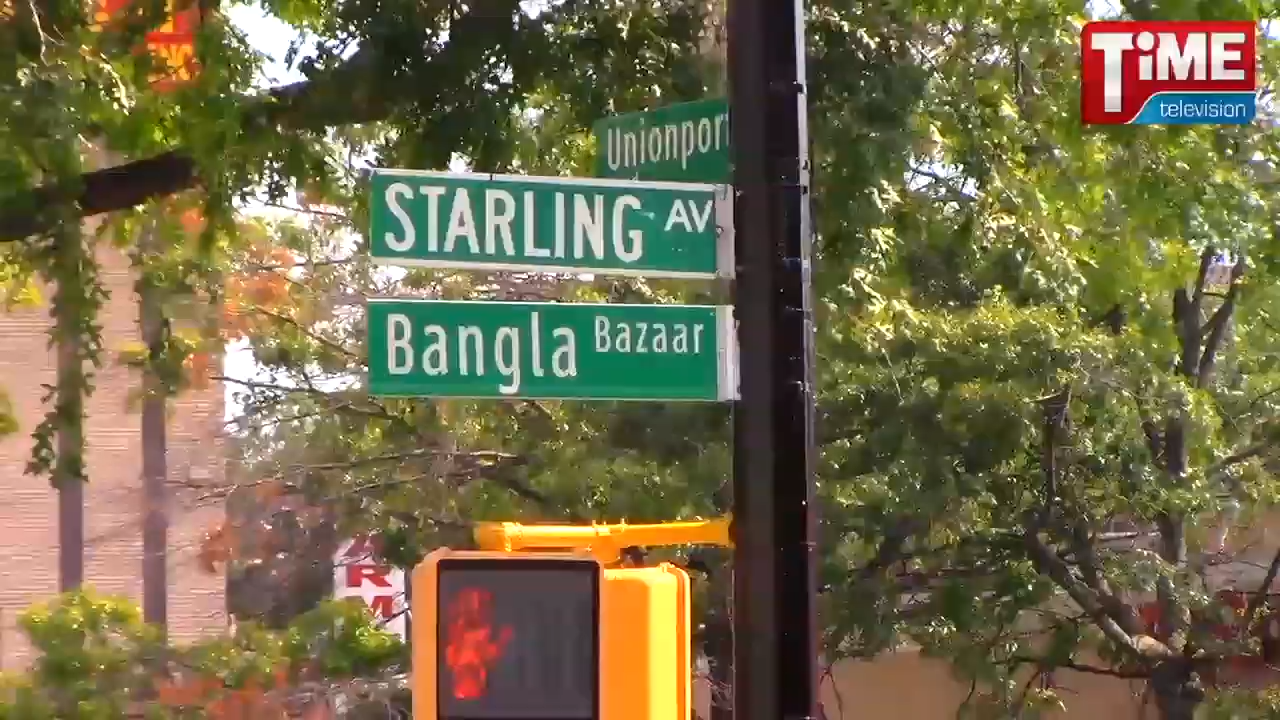 TiME
television
Unionpor
STARLING AV
Bangla Bazaar